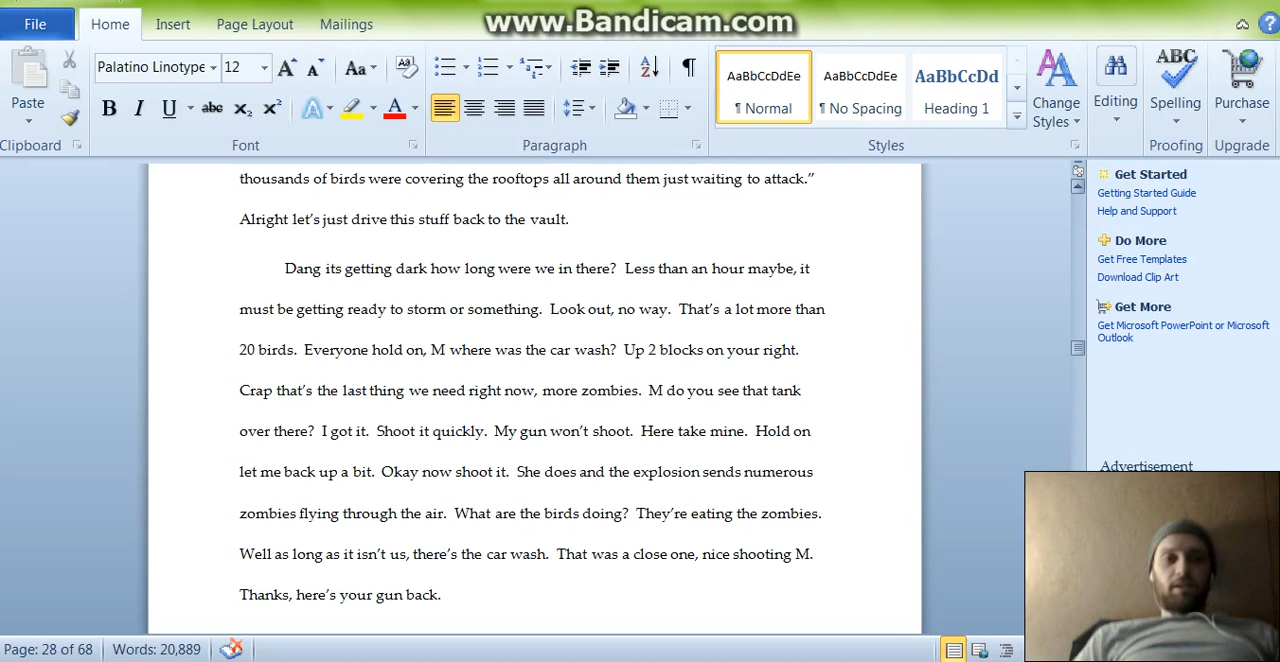 www.Bandicam.com
File Home Insert Page Layout Mailings
Palatino Linotype 12 Aa
AaBbCcDdEe AaBbCcDdEe AaBbCcDd
Paste B I U abc X₂ X² A A ¶ Normal ¶ No Spacing Heading 1 Change Styles Editing ABC Spelling Purchase
Clipboard Font Paragraph Styles Proofing Upgrade
thousands of birds were covering the rooftops all around them just waiting to attack.”
Alright let’s just drive this stuff back to the vault.
Dang its getting dark how long were we in there? Less than an hour maybe, it
must be getting ready to storm or something. Look out, no way. That’s a lot more than
20 birds. Everyone hold on, M where was the car wash? Up 2 blocks on your right.
Crap that’s the last thing we need right now, more zombies. M do you see that tank
over there? I got it. Shoot it quickly. My gun won’t shoot. Here take mine. Hold on
let me back up a bit. Okay now shoot it. She does and the explosion sends numerous
zombies flying through the air. What are the birds doing? They’re eating the zombies.
Well as long as it isn’t us, there’s the car wash. That was a close one, nice shooting M.
Thanks, here’s your gun back.
Get Started
Getting Started Guide
Help and Support
Do More
Get Free Templates
Download Clip Art
Get More
Get Microsoft PowerPoint or Microsoft
Outlook
Advertisement
Page: 28 of 68 Words: 20,889